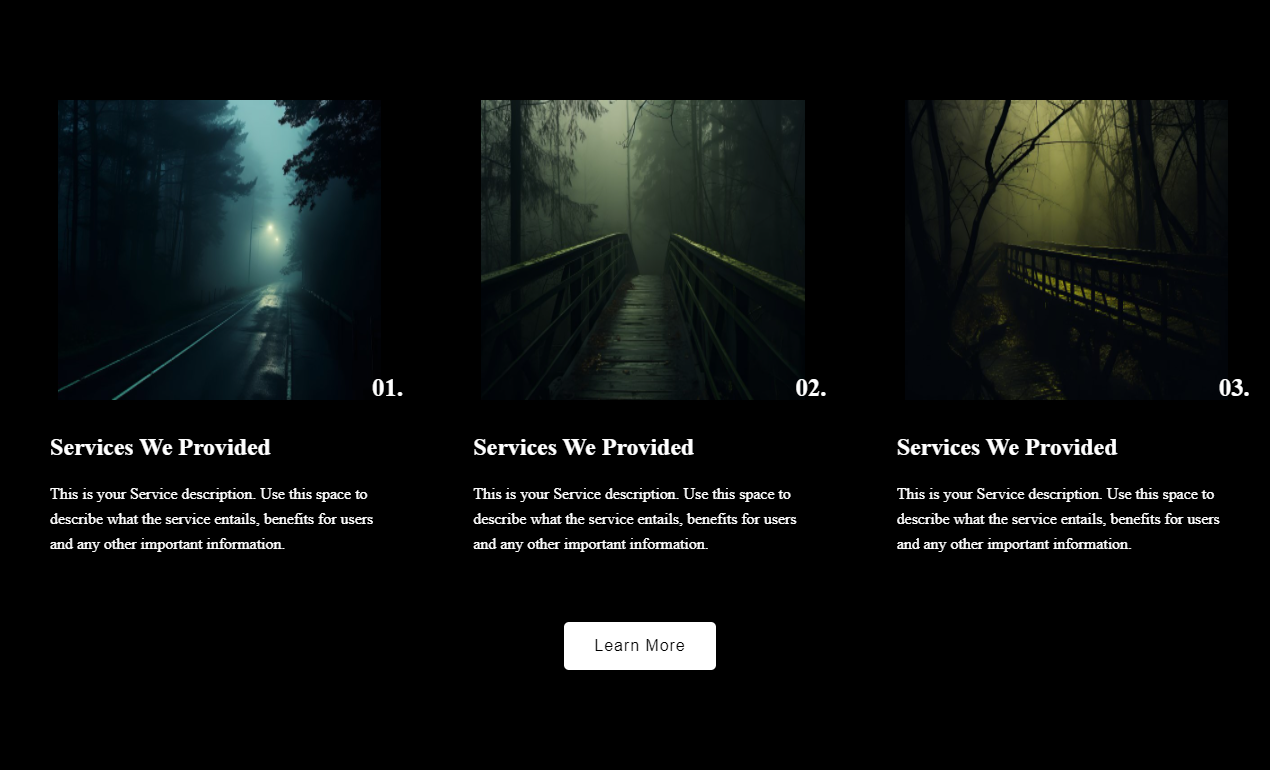 01.
02.
03.
Services We Provided
This is your Service description. Use this space to
describe what the service entails, benefits for users
and any other important information.
Services We Provided
This is your Service description. Use this space to
describe what the service entails, benefits for users
and any other important information.
Services We Provided
This is your Service description. Use this space to
describe what the service entails, benefits for users
and any other important information.
Learn More